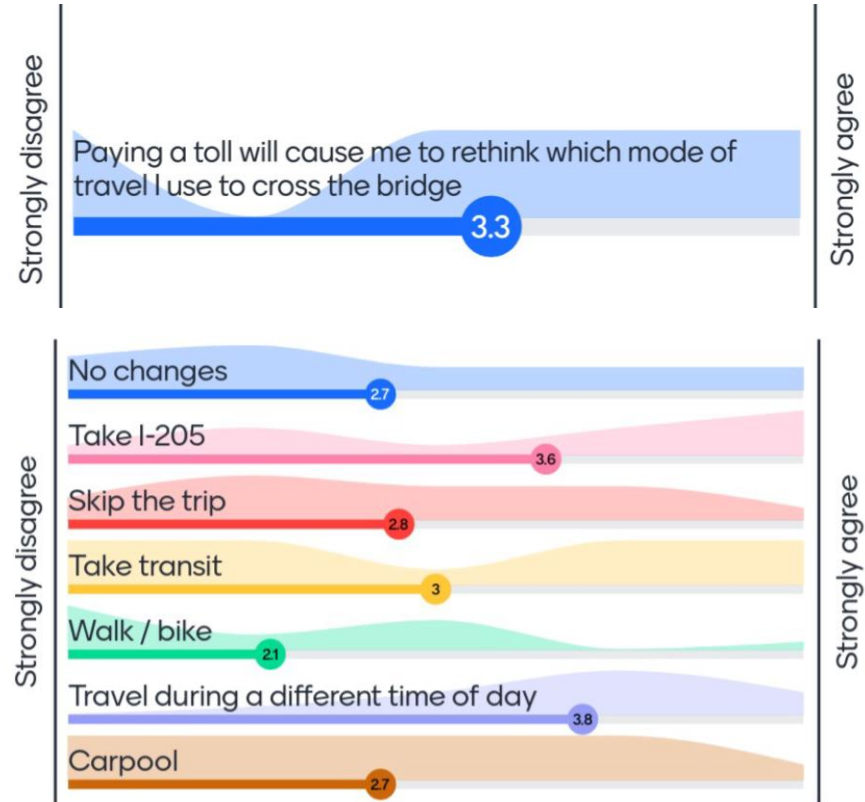 Strongly disagree
Paying a toll will cause me to rethink which mode of
travel I use to cross the bridge
3.3
Strongly agree
Strongly disagree
No changes
2.7
Take I-205
3.6
Skip the trip
2.8
Take transit
3
Walk / bike
2.1
Travel during a different time of day
3.8
Carpool
2.7
Strongly agree